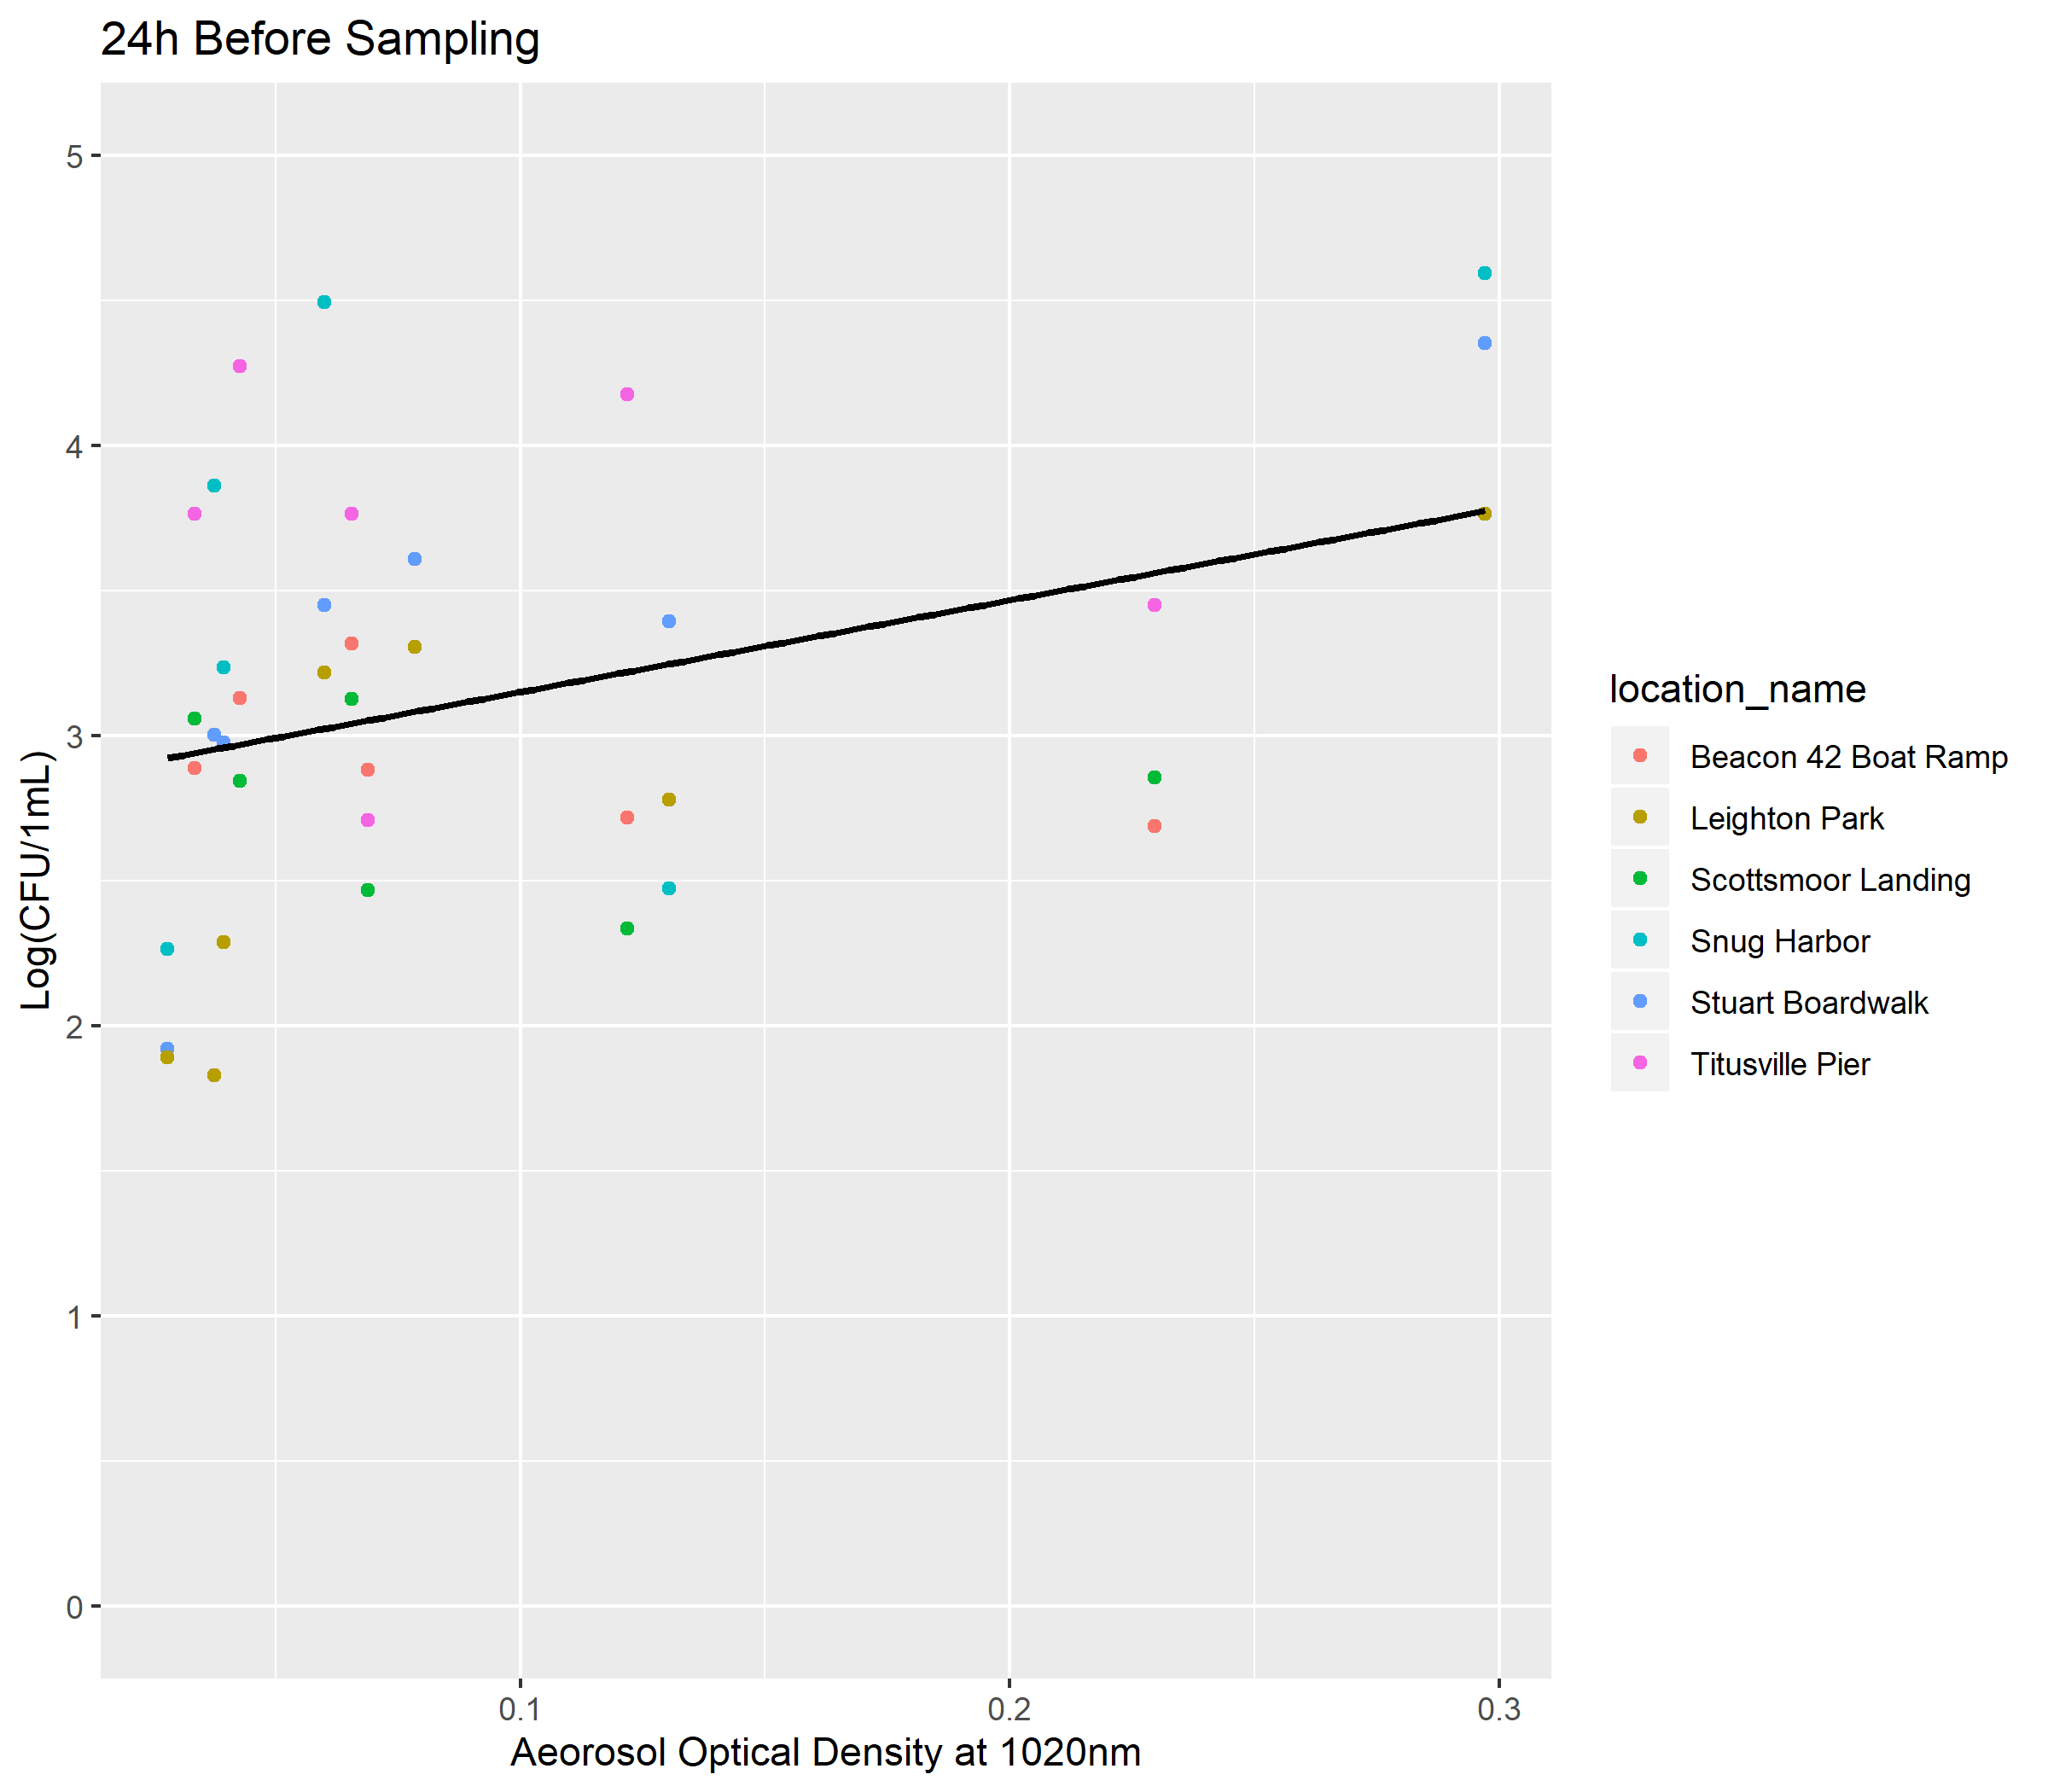 24h Before Sampling
5
4
3
2
1
0
Log(CFU/1mL)
0.1
0.2
0.3
Aeorosol Optical Density at 1020nm
location_name
Beacon 42 Boat Ramp
Leighton Park
Scottsmoor Landing
Snug Harbor
Stuart Boardwalk
Titusville Pier